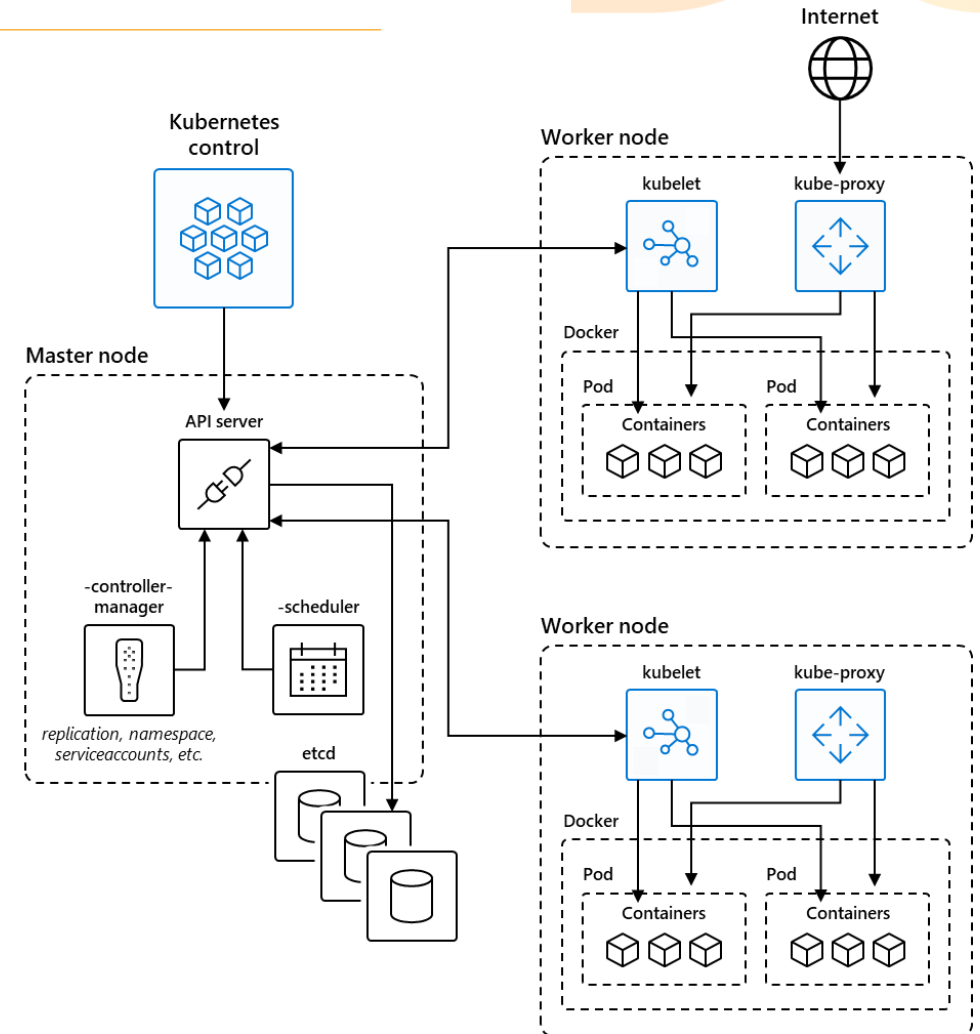 Internet
Kubernetes
control
Worker node
kubelet
kube-proxy
Docker
Pod
Pod
Containers
Containers
Master node
API server
-controller-
manager
-scheduler
replication, namespace,
serviceaccounts, etc.
etcd
Worker node
kubelet
kube-proxy
Docker
Pod
Pod
Containers
Containers